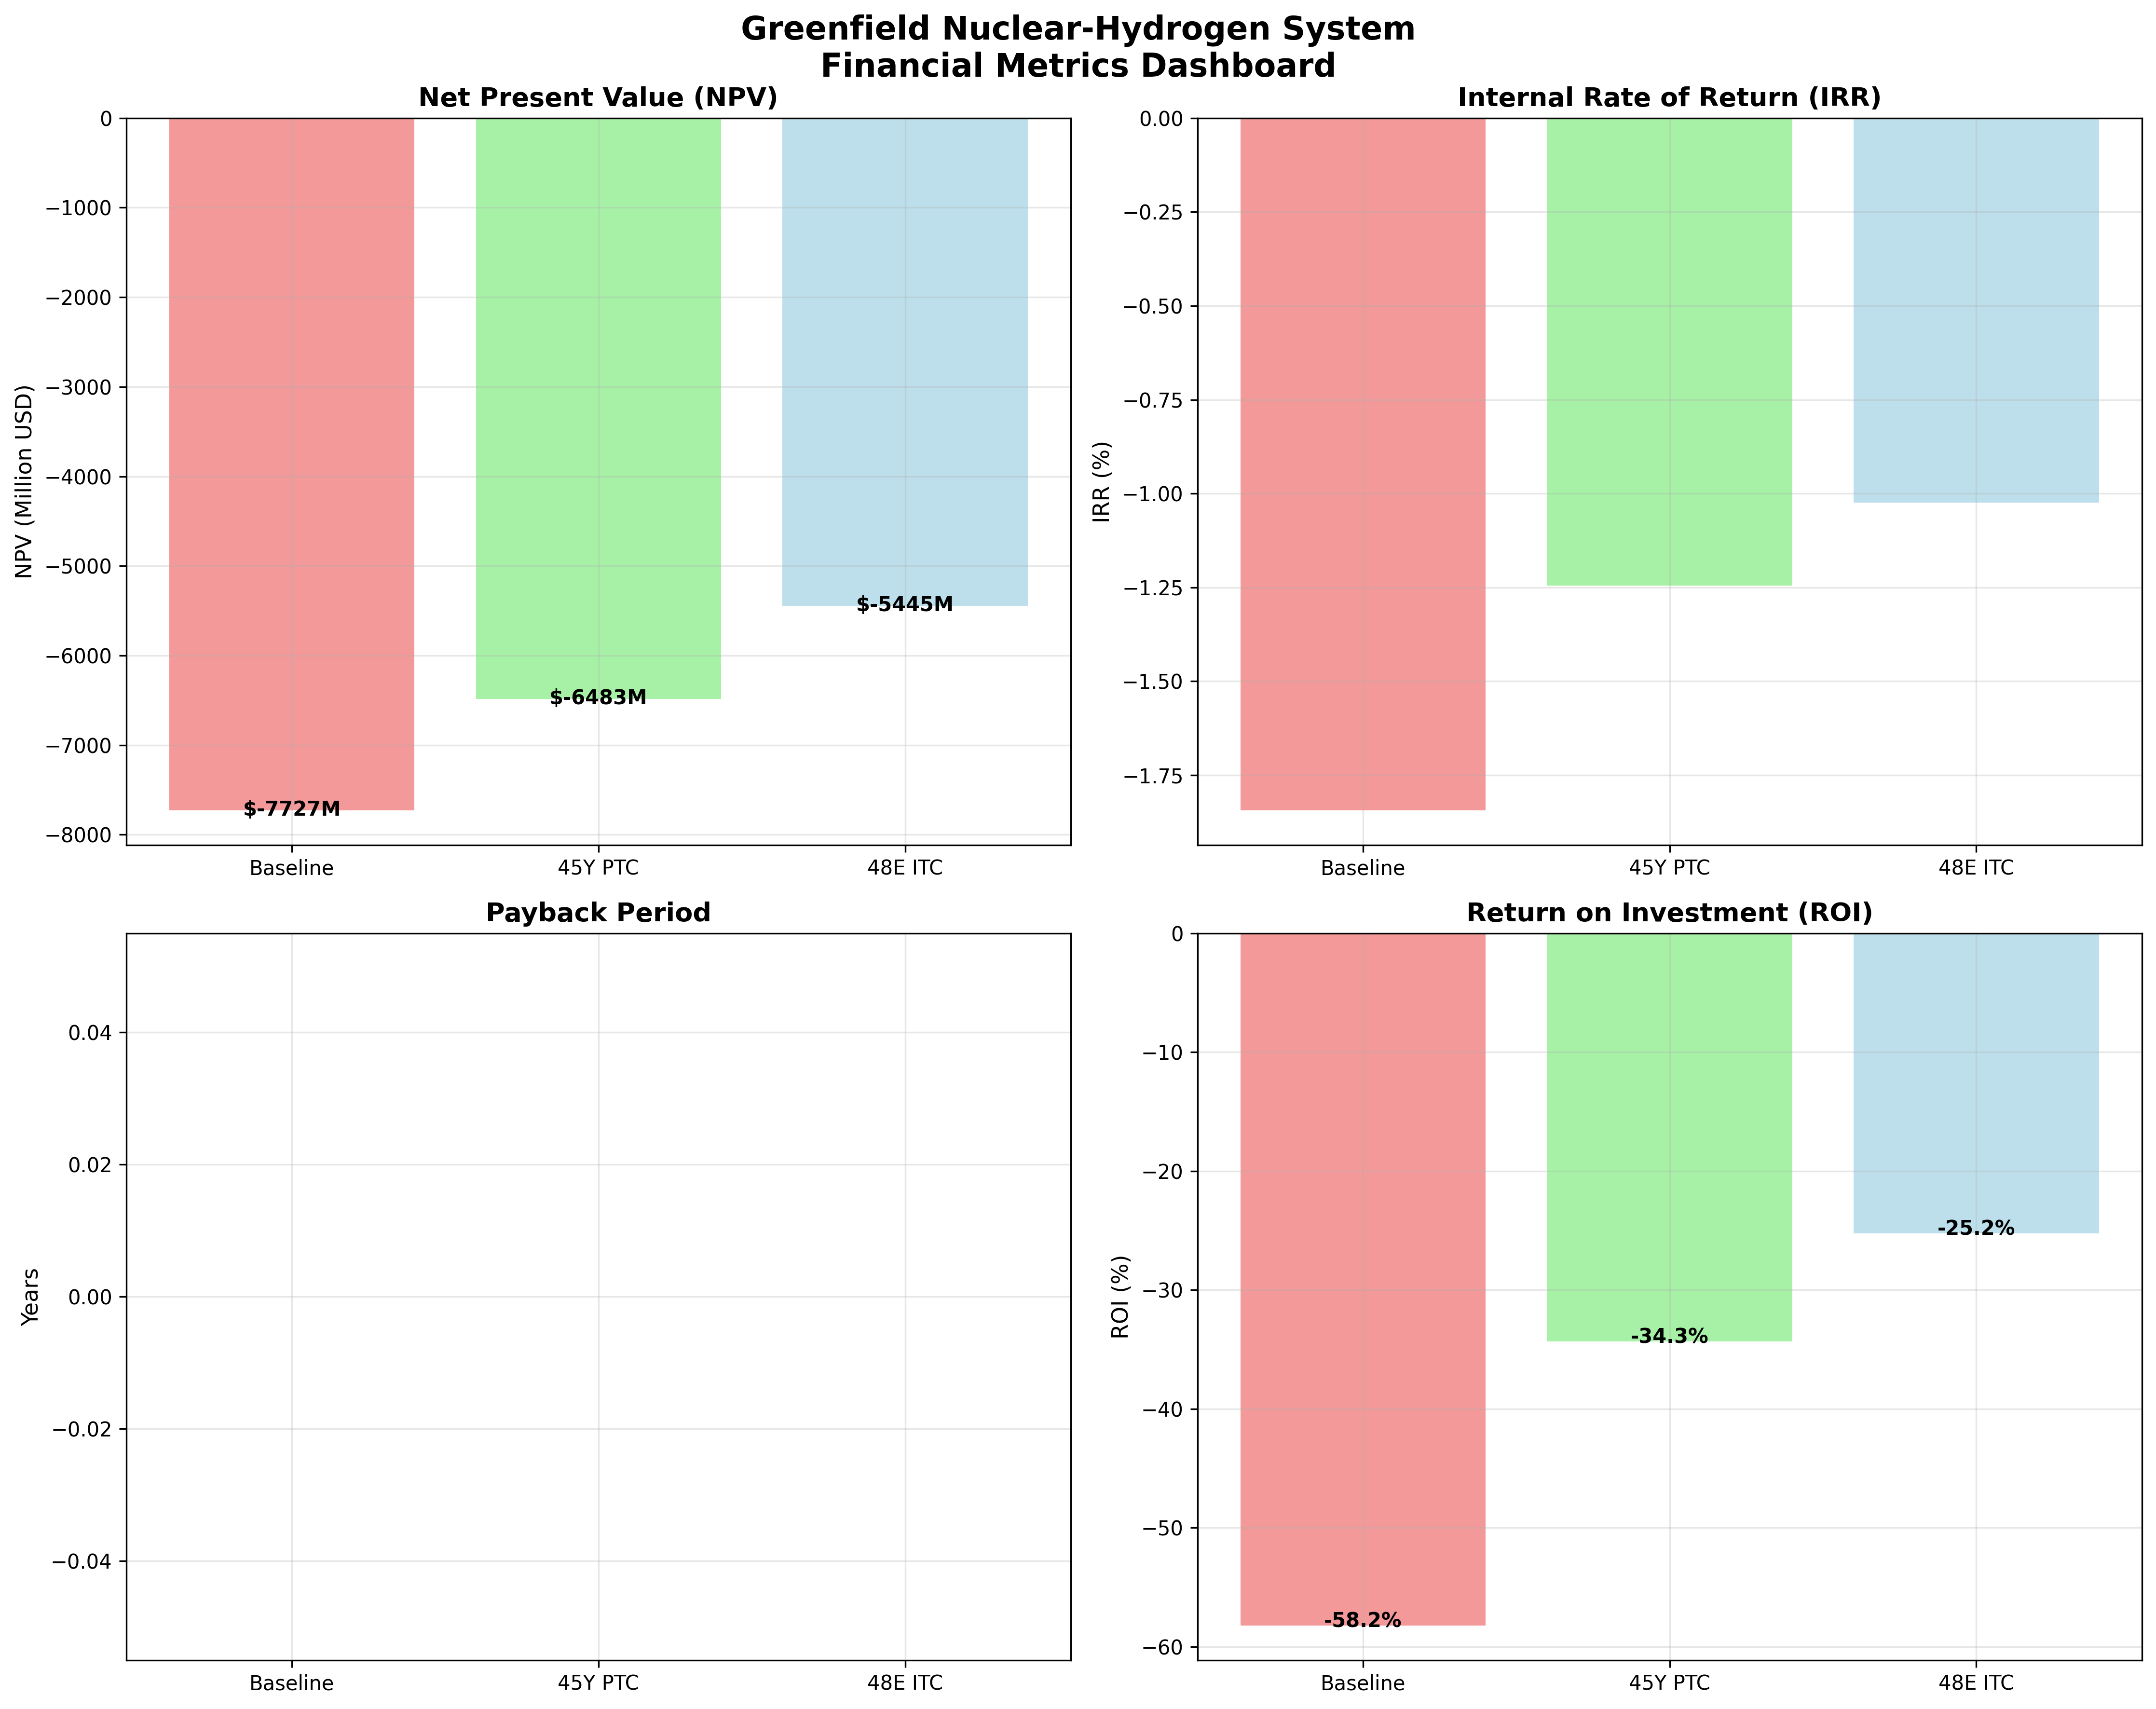 Greenfield Nuclear-Hydrogen System
Financial Metrics Dashboard
Net Present Value (NPV)
NPV (Million USD)
0
−1000
−2000
−3000
−4000
−5000
−6000
−7000
−8000
$-7727M
$-6483M
$-5445M
Baseline
45Y PTC
48E ITC
Internal Rate of Return (IRR)
IRR (%)
0.00
−0.25
−0.50
−0.75
−1.00
−1.25
−1.50
−1.75
Baseline
45Y PTC
48E ITC
Payback Period
Years
0.04
0.02
0.00
−0.02
−0.04
Baseline
45Y PTC
48E ITC
Return on Investment (ROI)
ROI (%)
0
−10
−20
−30
−40
−50
−60
-58.2%
-34.3%
-25.2%
Baseline
45Y PTC
48E ITC